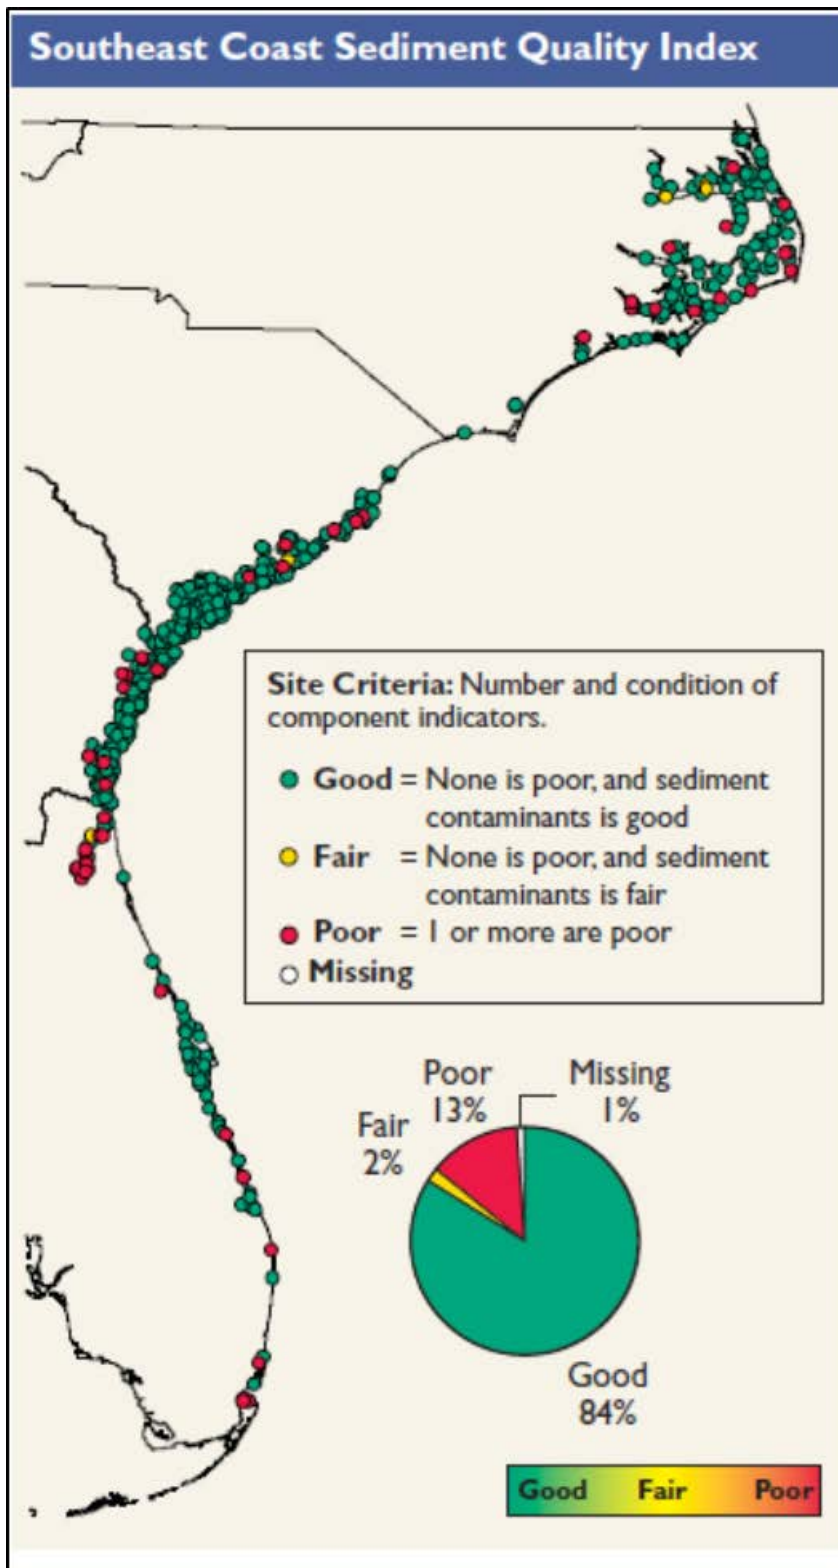 Southeast Coast Sediment Quality Index
Site Criteria: Number and condition of
component indicators.
Good = None is poor, and sediment
contaminants is good
Fair = None is poor, and sediment
contaminants is fair
Poor = 1 or more are poor
Missing
Poor
13%
Missing
1%
Fair
2%
Good
84%
Good Fair Poor